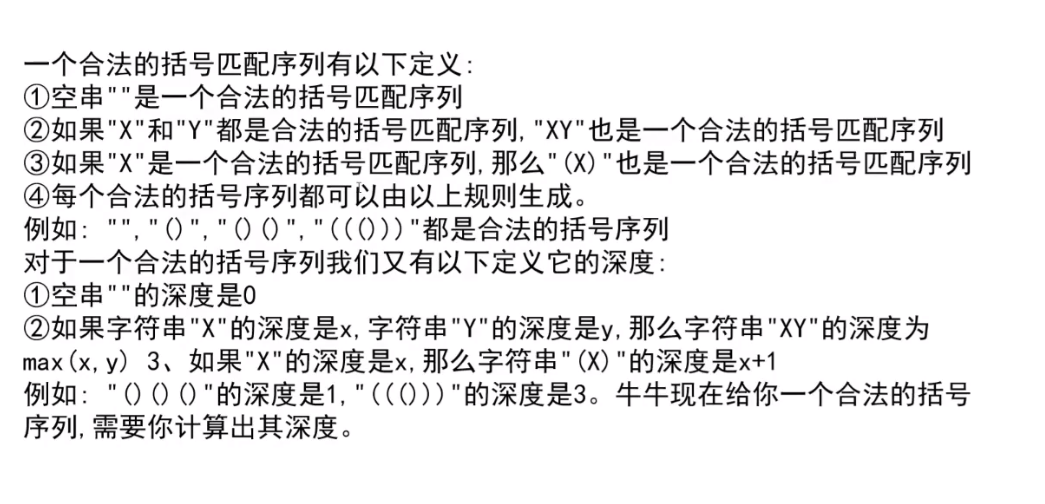 一个合法的括号匹配序列有以下定义:
①空串""是一个合法的括号匹配序列
②如果"X"和"Y"都是合法的括号匹配序列,"XY"也是一个合法的括号匹配序列
③如果"X"是一个合法的括号匹配序列,那么"(X)"也是一个合法的括号匹配序列
④每个合法的括号序列都可以由以上规则生成。
例如: "","()","()()","((()))"都是合法的括号序列
对于一个合法的括号序列我们又有以下定义它的深度:
①空串""的深度是0
②如果字符串"X"的深度是x,字符串"Y"的深度是y,那么字符串"XY"的深度为
max(x,y) 3、如果"X"的深度是x,那么字符串"(X)"的深度是x+1
例如: "()()()"的深度是1,"((()))"的深度是3。牛牛现在给你一个合法的括号
序列,需要你计算出其深度。